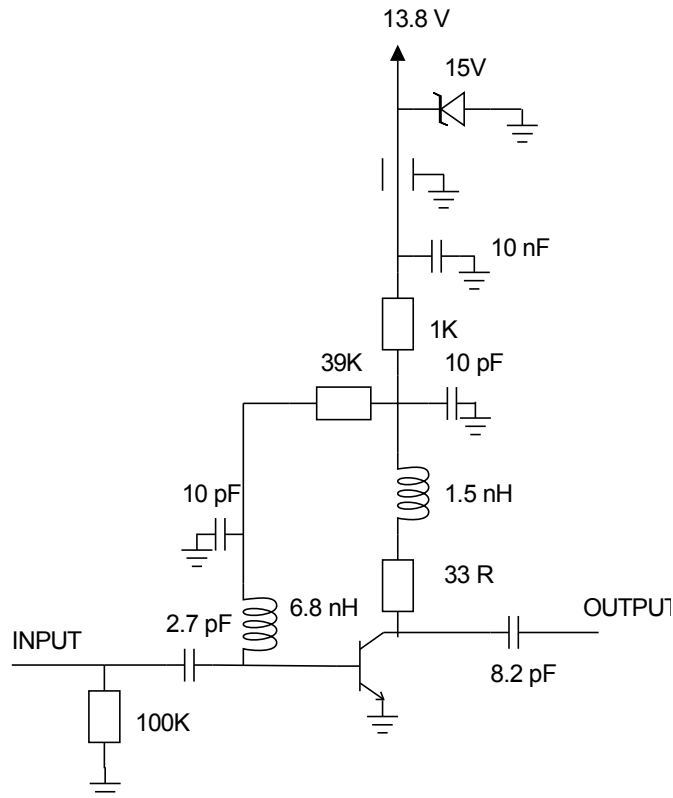 13.8 V
15V
10 nF
1K
39K
10 pF
10 pF
1.5 nH
33 R
6.8 nH
2.7 pF
OUTPUT
INPUT
8.2 pF
100K